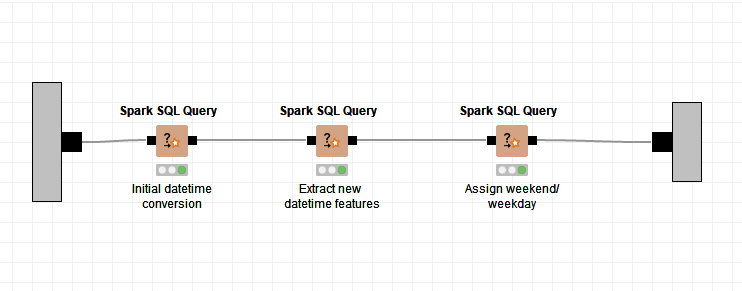 Spark SQL Query
Spark SQL Query
Spark SQL Query
Initial datetime
conversion
Extract new
datetime features
Assign weekend/
weekday